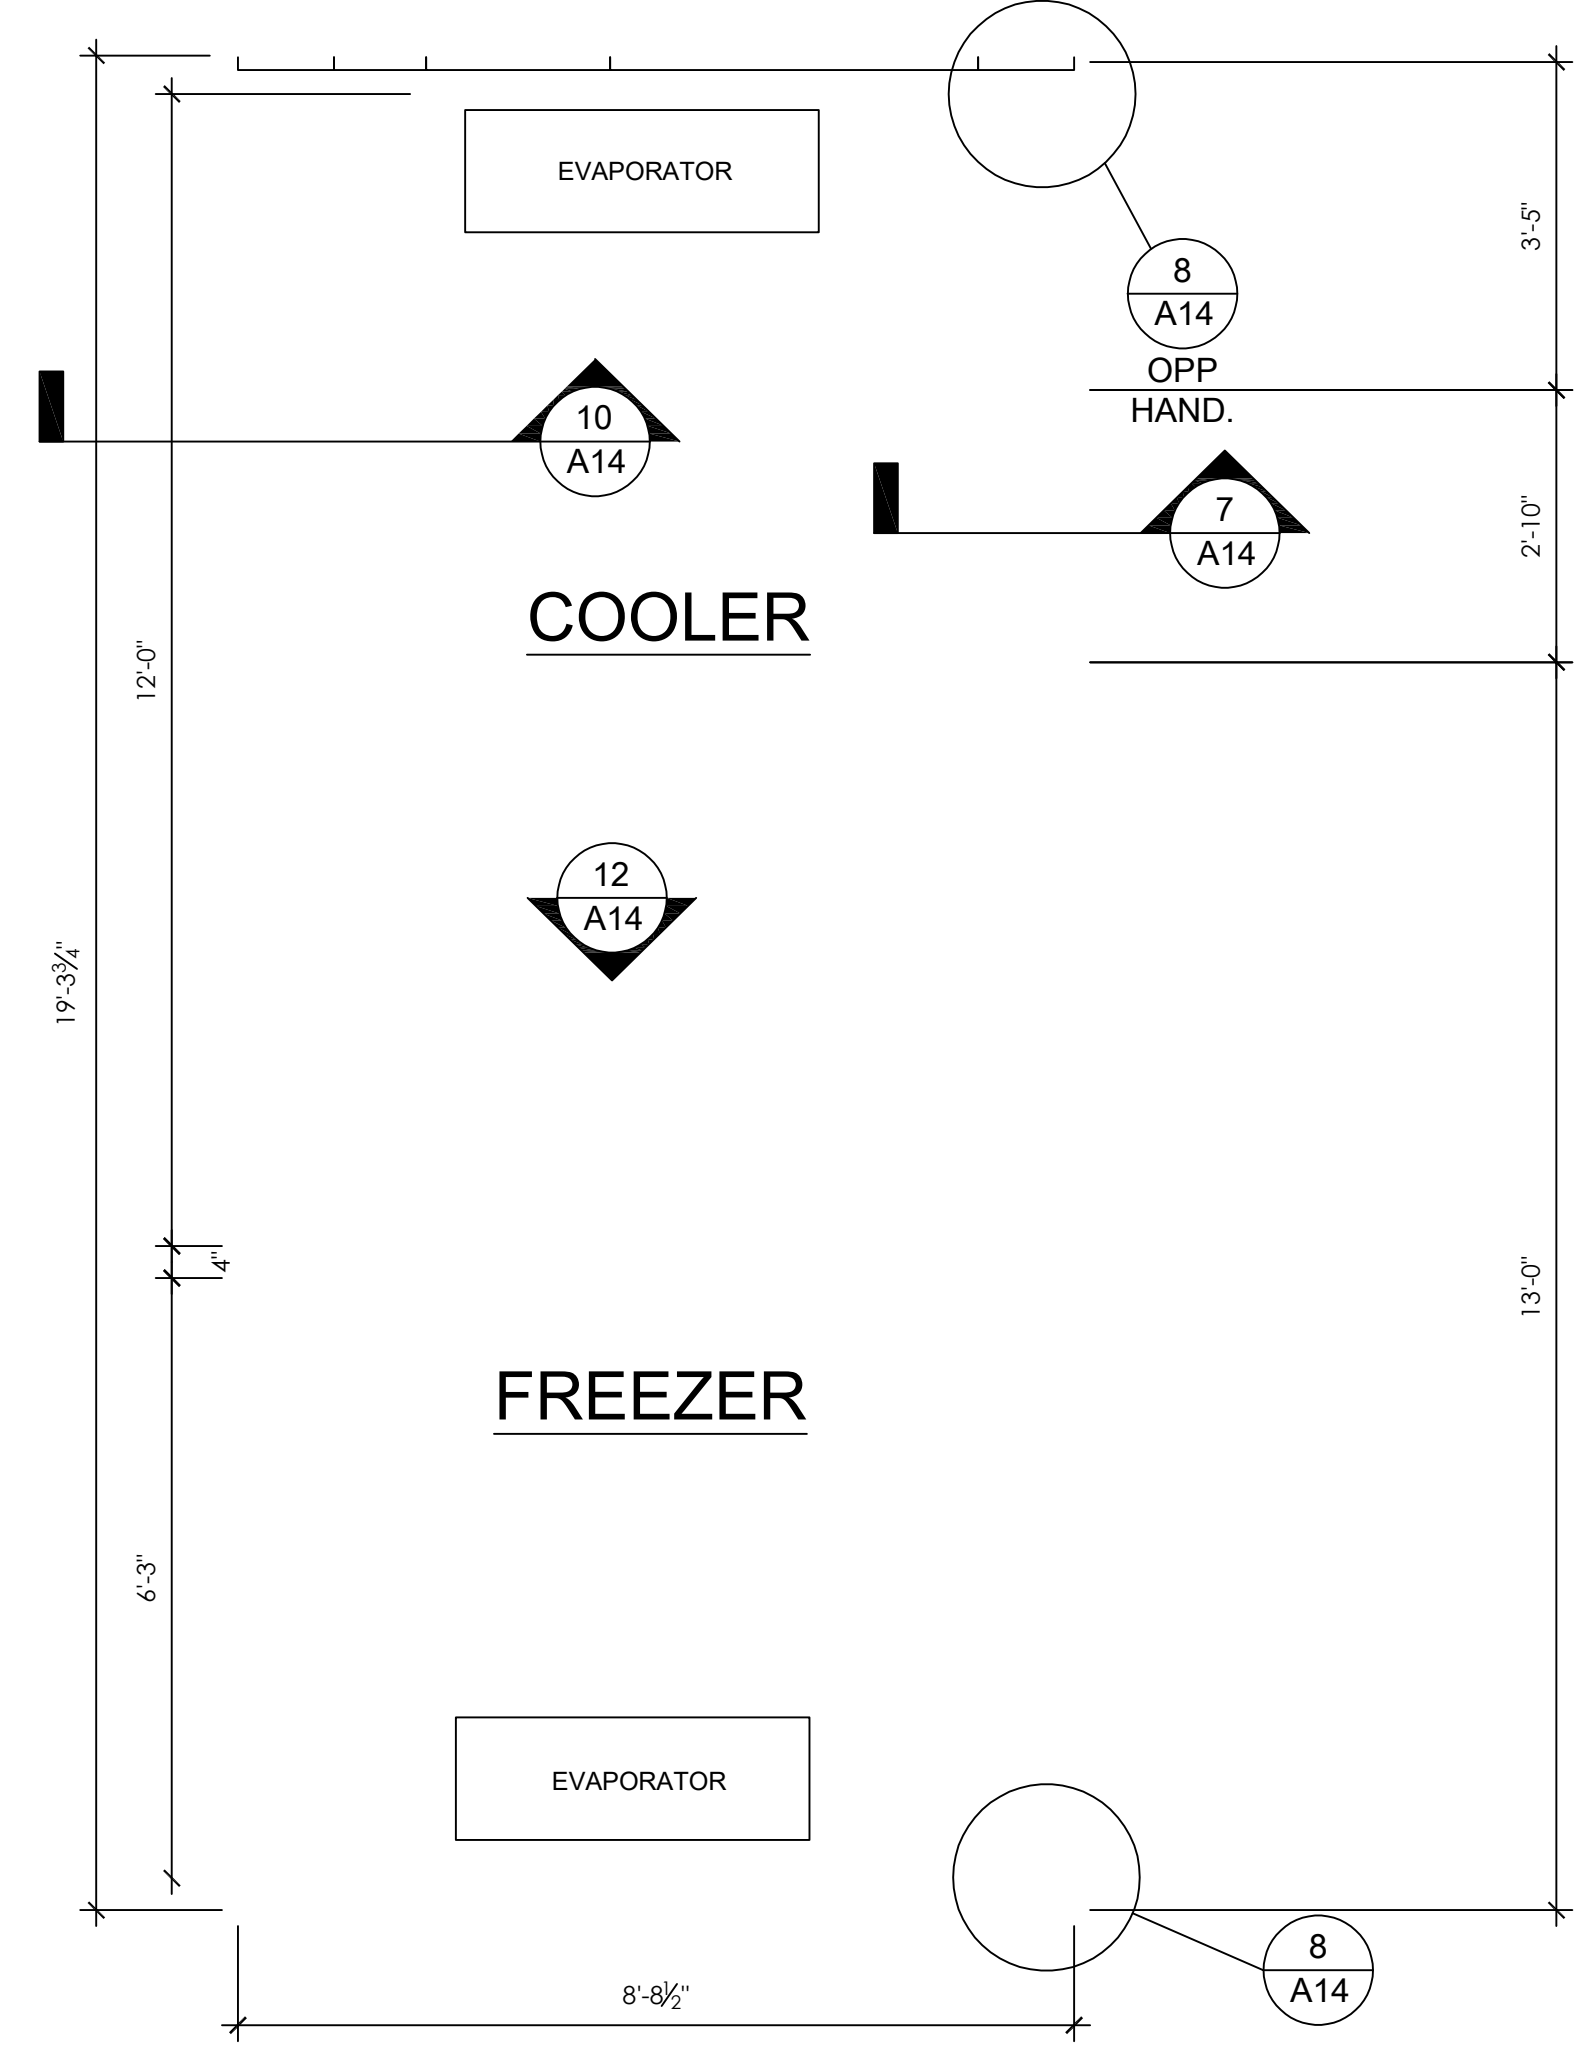 EVAPORATOR
3'-5"
8
A14
OPP
HAND.
10
A14
7
A14
2'-10"
COOLER
12'-0"
12
A14
19'-3¾"
4"
13'-0"
FREEZER
6'-3"
EVAPORATOR
8
A14
8'-8½"